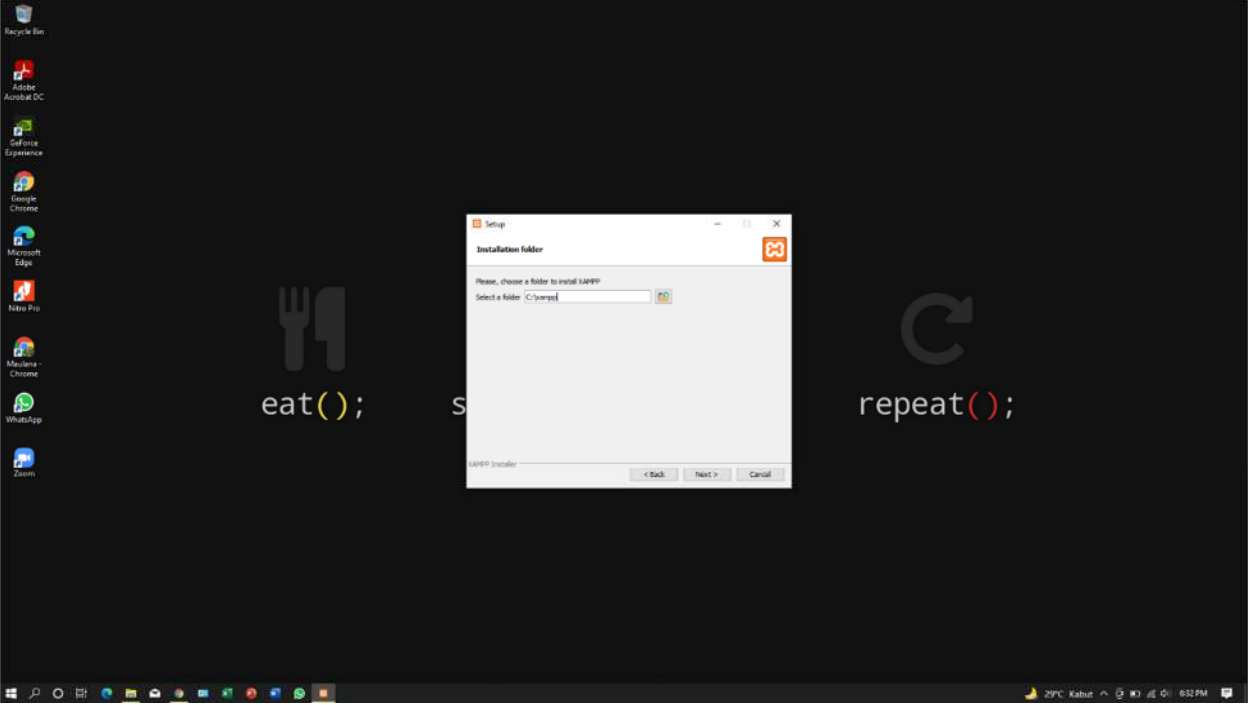 Recycle Bin
Adobe
Acrobat DC
GeForce
Experience
Google
Chrome
Microsoft
Edge
Nitro Pro
Maulana -
Chrome
WhatsApp
Zoom
Setup
Installation folder
Please, choose a folder to install XAMPP
Select a folder C:\xampp
XAMPP Installer
< Back Next > Cancel
eat(); s repeat();
29°C Kabut 6:32 PM